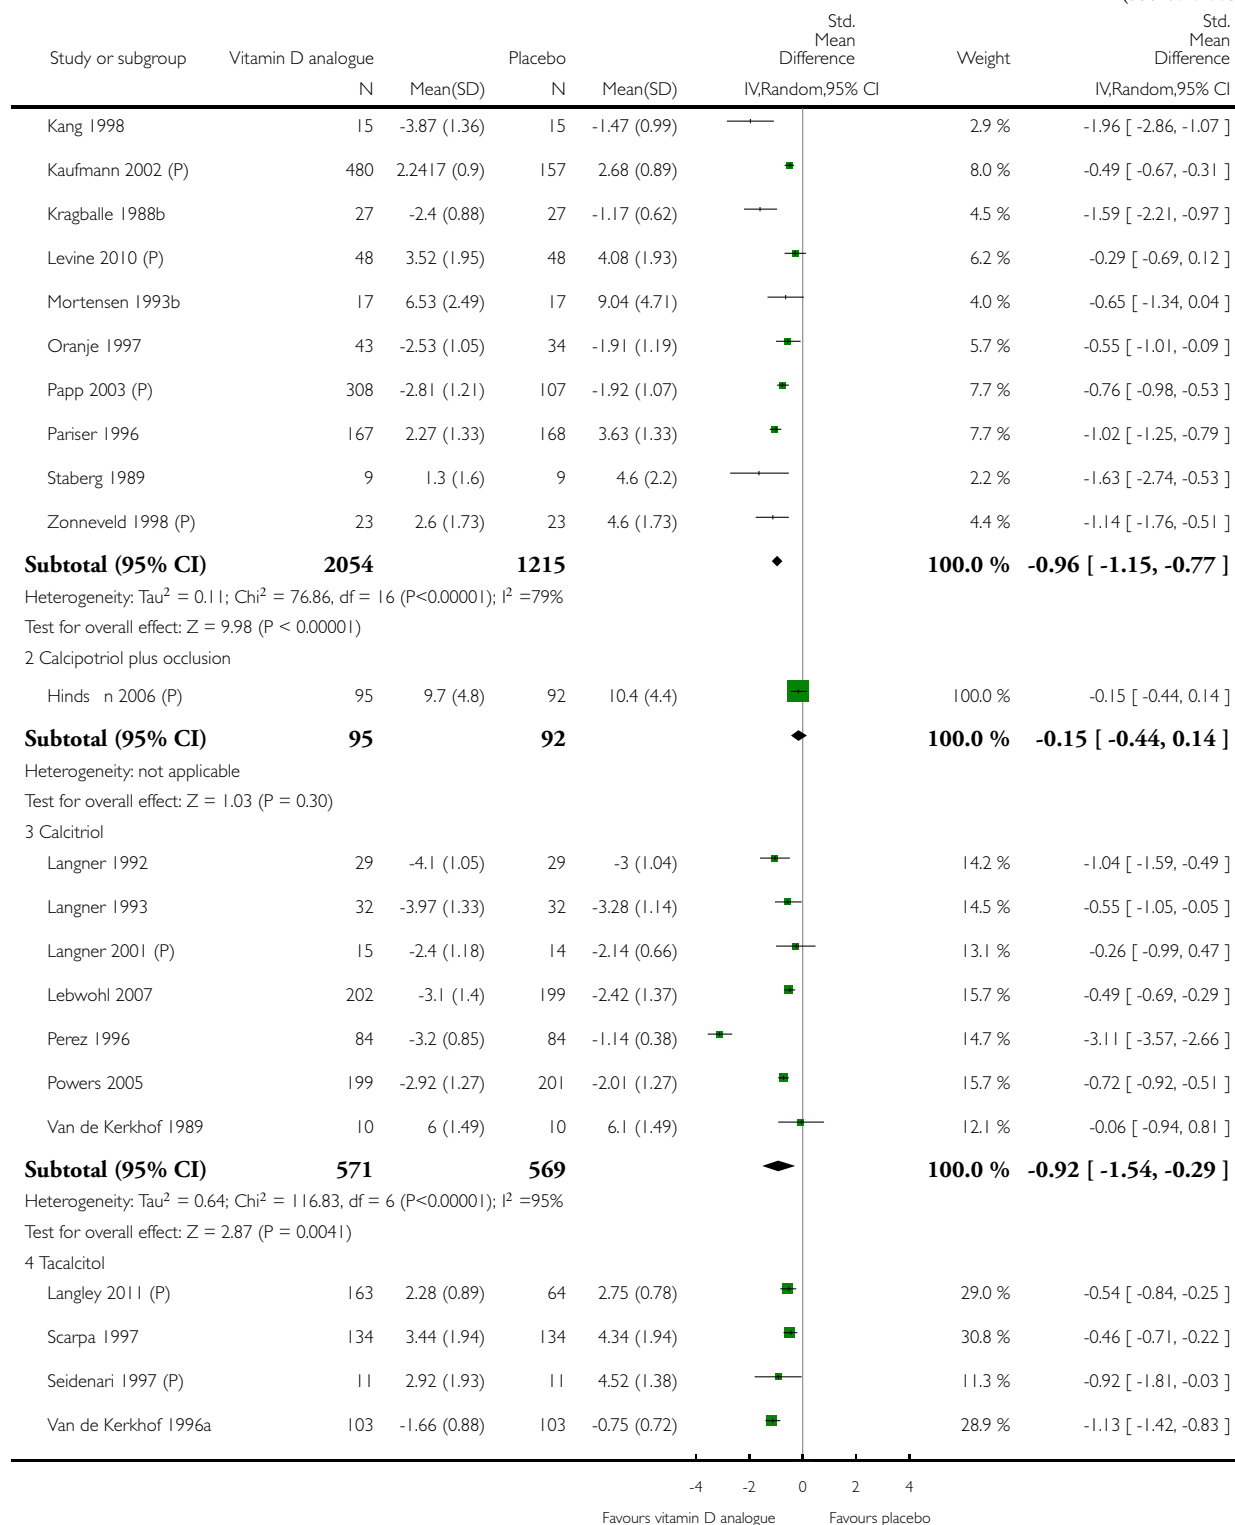 Std. Std.
Mean Mean
Study or subgroup Vitamin D analogue Placebo Difference Weight Difference
N Mean(SD) N Mean(SD) IV,Random,95% CI IV,Random,95% CI
Kang 1998 15 -3.87 (1.36) 15 -1.47 (0.99) 2.9 % -1.96 [ -2.86, -1.07 ]
Kaufmann 2002 (P) 480 2.2417 (0.9) 157 2.68 (0.89) 8.0 % -0.49 [ -0.67, -0.31 ]
Kragballe 1988b 27 -2.4 (0.88) 27 -1.17 (0.62) 4.5 % -1.59 [ -2.21, -0.97 ]
Levine 2010 (P) 48 3.52 (1.95) 48 4.08 (1.93) 6.2 % -0.29 [ -0.69, 0.12 ]
Mortensen 1993b 17 6.53 (2.49) 17 9.04 (4.71) 4.0 % -0.65 [ -1.34, 0.04 ]
Oranje 1997 43 -2.53 (1.05) 34 -1.91 (1.19) 5.7 % -0.55 [ -1.01, -0.09 ]
Papp 2003 (P) 308 -2.81 (1.21) 107 -1.92 (1.07) 7.7 % -0.76 [ -0.98, -0.53 ]
Pariser 1996 167 2.27 (1.33) 168 3.63 (1.33) 7.7 % -1.02 [ -1.25, -0.79 ]
Staberg 1989 9 1.3 (1.6) 9 4.6 (2.2) 2.2 % -1.63 [ -2.74, -0.53 ]
Zonneveld 1998 (P) 23 2.6 (1.73) 23 4.6 (1.73) 4.4 % -1.14 [ -1.76, -0.51 ]
Subtotal (95% CI) 2054 1215 100.0 % -0.96 [ -1.15, -0.77 ]
Heterogeneity: Tau² = 0.11; Chi² = 76.86, df = 16 (P<0.00001); I² =79%
Test for overall effect: Z = 9.98 (P < 0.00001)
2 Calcipotriol plus occlusion
Hinds n 2006 (P) 95 9.7 (4.8) 92 10.4 (4.4) 100.0 % -0.15 [ -0.44, 0.14 ]
Subtotal (95% CI) 95 92 100.0 % -0.15 [ -0.44, 0.14 ]
Heterogeneity: not applicable
Test for overall effect: Z = 1.03 (P = 0.30)
3 Calcitriol
Langner 1992 29 -4.1 (1.05) 29 -3 (1.04) 14.2 % -1.04 [ -1.59, -0.49 ]
Langner 1993 32 -3.97 (1.33) 32 -3.28 (1.14) 14.5 % -0.55 [ -1.05, -0.05 ]
Langner 2001 (P) 15 -2.4 (1.18) 14 -2.14 (0.66) 13.1 % -0.26 [ -0.99, 0.47 ]
Lebwohl 2007 202 -3.1 (1.4) 199 -2.42 (1.37) 15.7 % -0.49 [ -0.69, -0.29 ]
Perez 1996 84 -3.2 (0.85) 84 -1.14 (0.38) 14.7 % -3.11 [ -3.57, -2.66 ]
Powers 2005 199 -2.92 (1.27) 201 -2.01 (1.27) 15.7 % -0.72 [ -0.92, -0.51 ]
Van de Kerkhof 1989 10 6 (1.49) 10 6.1 (1.49) 12.1 % -0.06 [ -0.94, 0.81 ]
Subtotal (95% CI) 571 569 100.0 % -0.92 [ -1.54, -0.29 ]
Heterogeneity: Tau² = 0.64; Chi² = 116.83, df = 6 (P<0.00001); I² =95%
Test for overall effect: Z = 2.87 (P = 0.0041)
4 Tacalcitol
Langley 2011 (P) 163 2.28 (0.89) 64 2.75 (0.78) 29.0 % -0.54 [ -0.84, -0.25 ]
Scarpa 1997 134 3.44 (1.94) 134 4.34 (1.94) 30.8 % -0.46 [ -0.71, -0.22 ]
Seidenari 1997 (P) 11 2.92 (1.93) 11 4.52 (1.38) 11.3 % -0.92 [ -1.81, -0.03 ]
Van de Kerkhof 1996a 103 -1.66 (0.88) 103 -0.75 (0.72) 28.9 % -1.13 [ -1.42, -0.83 ]
-4 -2 0 2 4
Favours vitamin D analogue Favours placebo